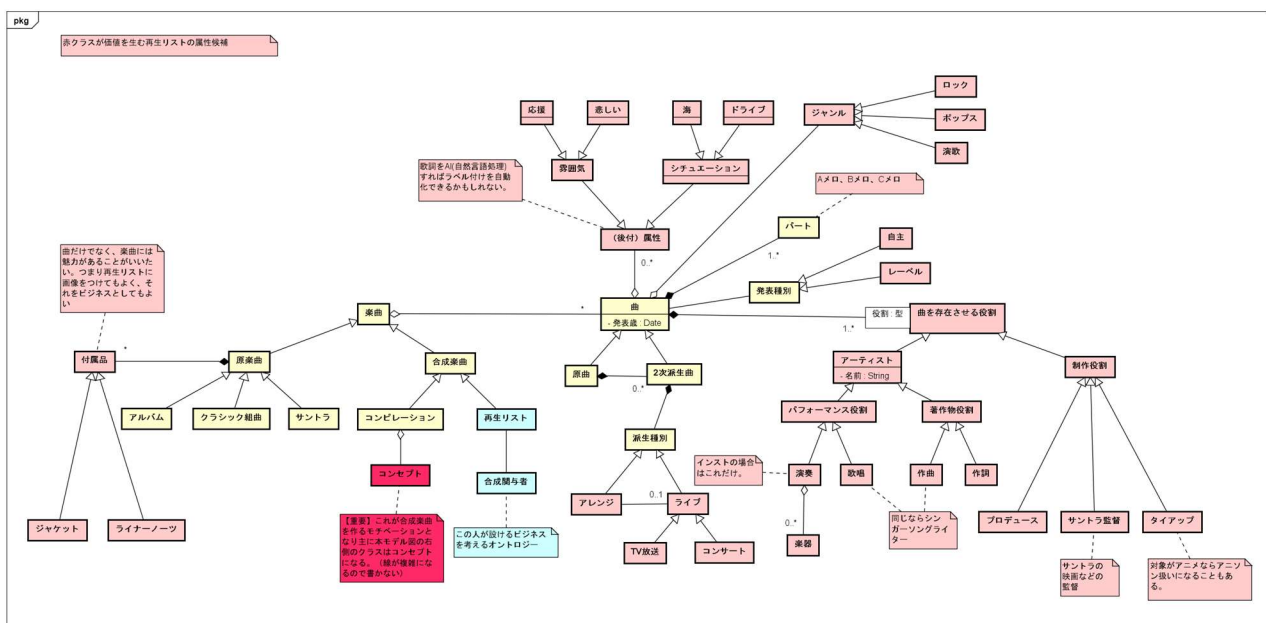 pkg
赤クラスが価値を生む再生リストの属性候補
ロック
ポップス
演歌
ジャンル
応援
悲しい
海
ドライブ
雰囲気
シチュエーション
歌詞をAI(自然言語処理)
すればラベル付けを自動
化できるかもしれない。
Aメロ、Bメロ、Cメロ
パート
1..*
(後付)属性
0..*
自主
レーベル
発表種別
曲だけでなく、楽曲には
魅力があることがいい
たい。つまり再生リストに
画像をつけてもよく、そ
れをビジネスとしてもよ
い
楽曲
*
曲
- 発表歳 : Date
役割 : 型
1..*
曲を存在させる役割
付属品
*
原楽曲
合成楽曲
原曲
0..*
2次派生曲
アーティスト
- 名前 : String
制作役割
アルバム
クラシック組曲
サントラ
コンピレーション
再生リスト
派生種別
パフォーマンス役割
著作物役割
コンセプト
合成関与者
インストの場合
はこれだけ。
演奏
歌唱
作曲
作詞
アレンジ
0..1
ライブ
ジャケット
ライナーノーツ
【重要】これが合成楽曲
を作るモチベーションと
なり主に本モデル図の右
側のクラスはコンセプト
になる。(線が複雑にな
るので書かない)
この人が設けるビジネス
を考えるオントロジー
TV放送
コンサート
0..*
楽器
同じならシン
ガーソングライ
ター
プロデュース
サントラ監督
タイアップ
サントラの
映画などの
監督
対象がアニメならアニソ
ン扱いになることもあ
る。